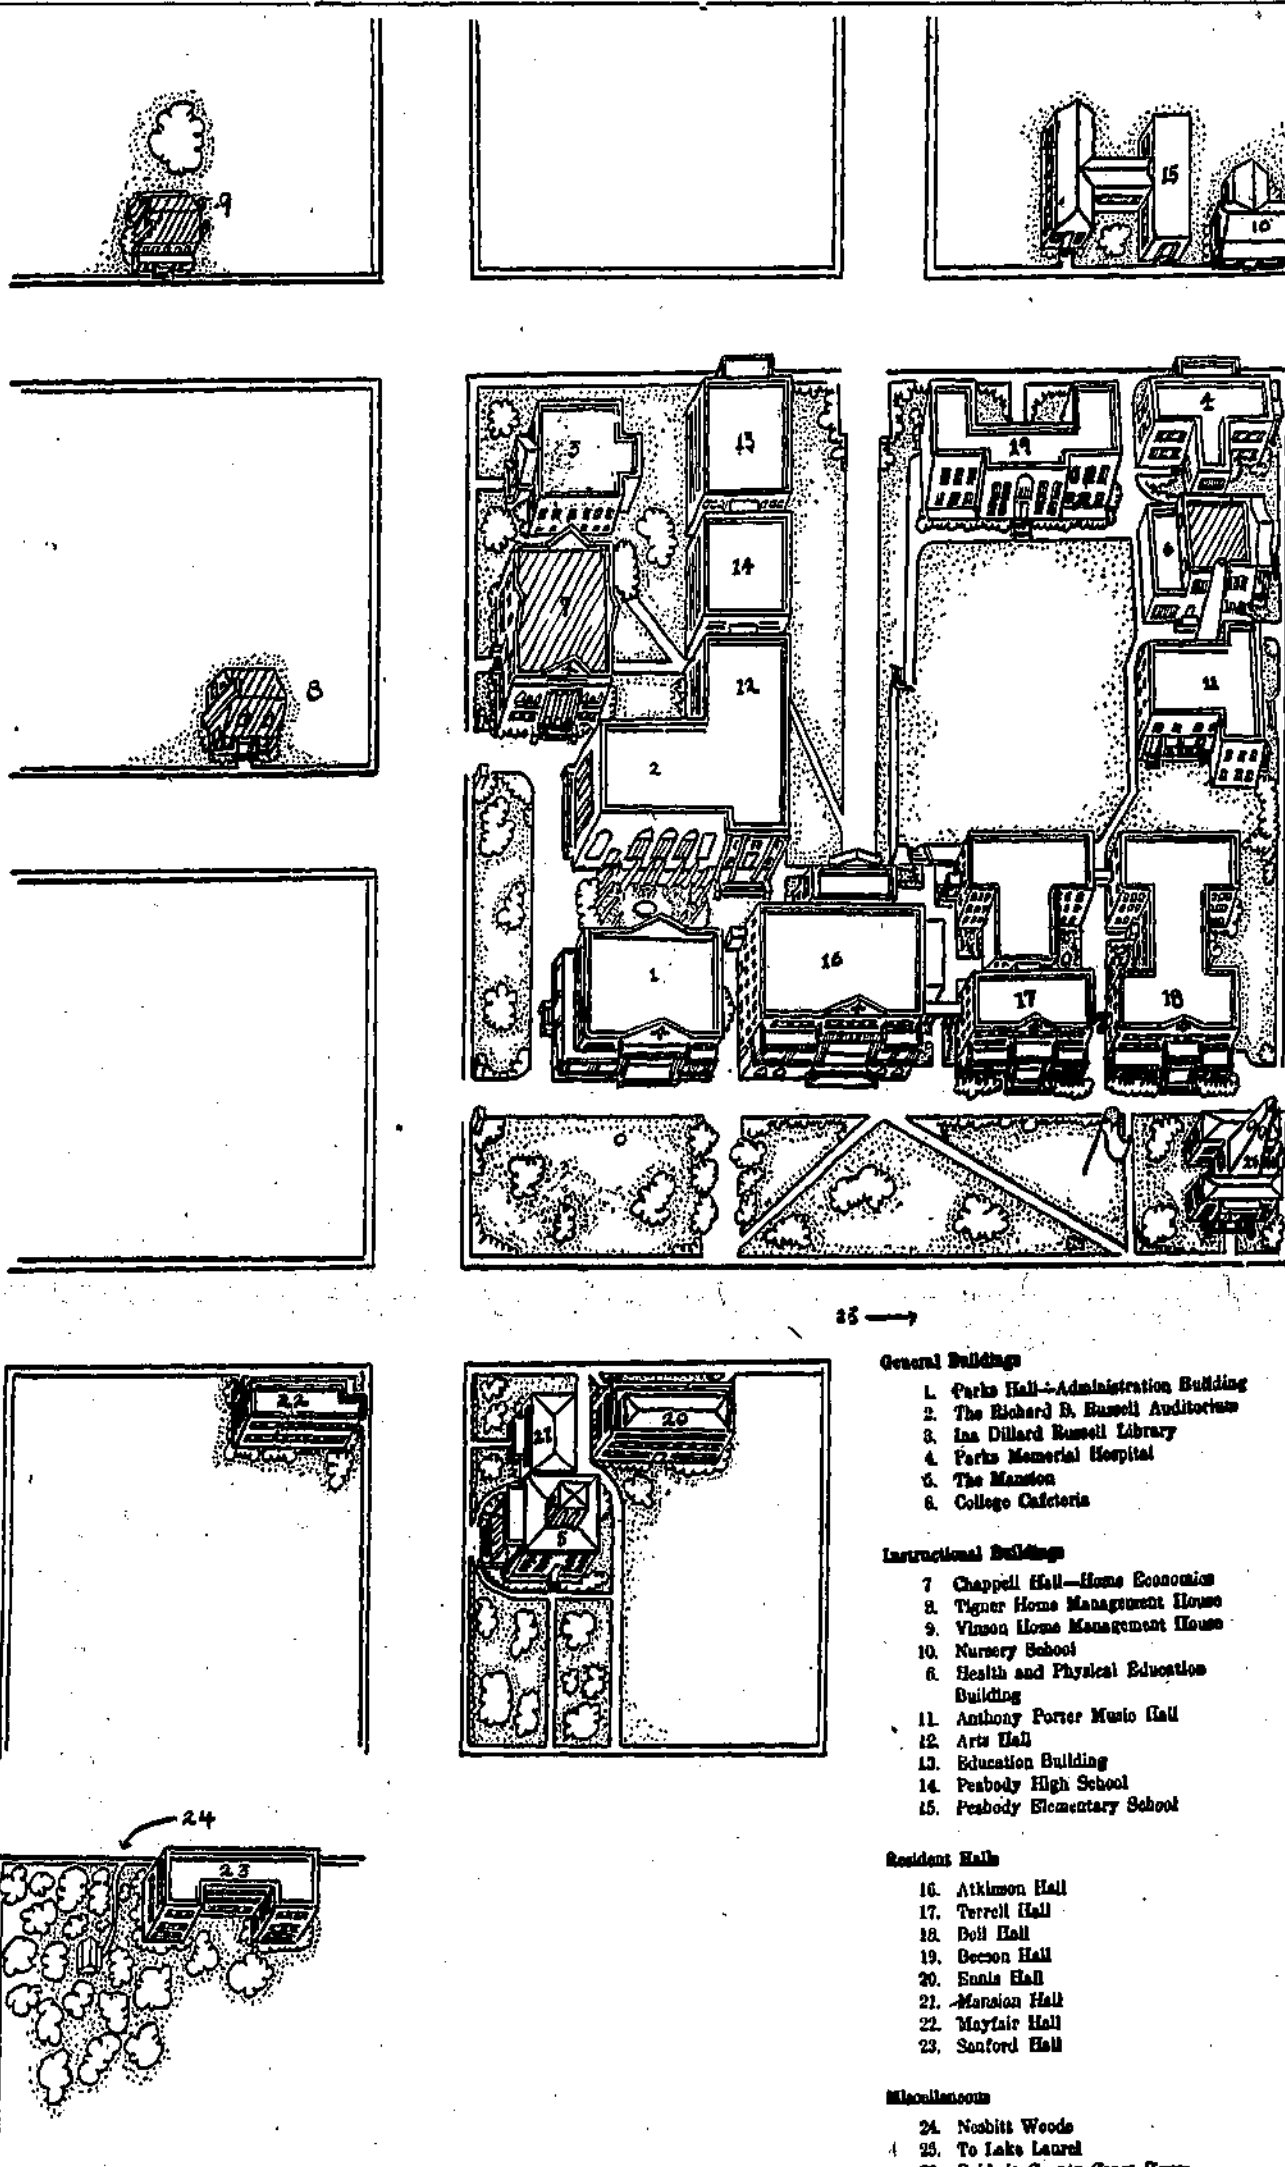 9
15
10
3
13
19
4
14
7
6
12
11
8
2
1
16
17
18
25
General Buildings
1. Parks Hall—Administration Building
2. The Richard B. Russell Auditorium
3. Ina Dillard Russell Library
4. Parks Memorial Hospital
5. The Mansion
6. College Cafeteria
22
21
20
5
Instructional Buildings
7 Chappell Hall—Home Economics
8. Tigner Home Management House
9. Vinson Home Management House
10. Nursery School
6. Health and Physical Education
Building
11. Anthony Porter Music Hall
12. Arts Hall
13. Education Building
14. Peabody High School
15. Peabody Elementary School
24
23
Resident Halls
16. Atkinson Hall
17. Terrell Hall
18. Bell Hall
19. Beeson Hall
20. Ennis Hall
21. Mansion Hall
22. Mayfair Hall
23. Sanford Hall
Miscellaneous
24. Nesbitt Woods
25. To Lake Laurel